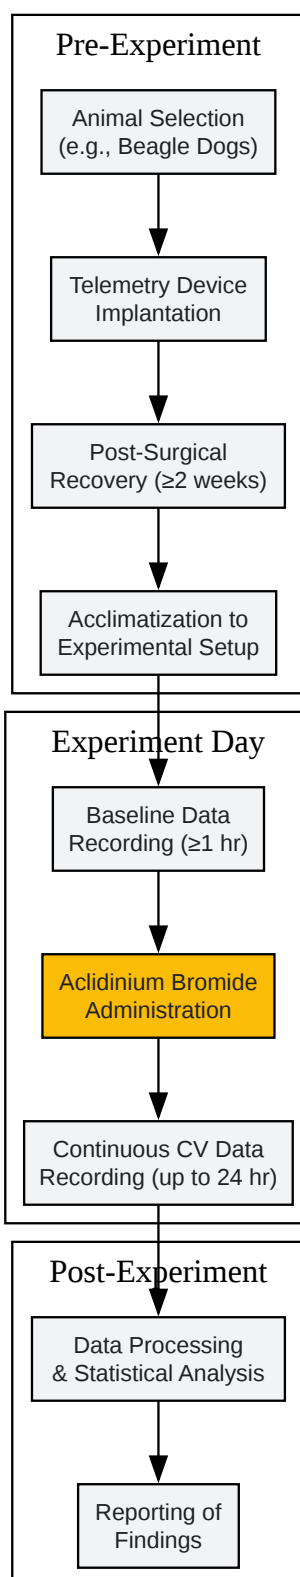 Pre-Experiment
Animal Selection
(e.g., Beagle Dogs)
Telemetry Device
Implantation
Post-Surgical
Recovery (≥2 weeks)
Acclimatization to
Experimental Setup
Experiment Day
Baseline Data
Recording (≥1 hr)
Aclidinium Bromide
Administration
Continuous CV Data
Recording (up to 24 hr)
Post-Experiment
Data Processing
& Statistical Analysis
Reporting of
Findings